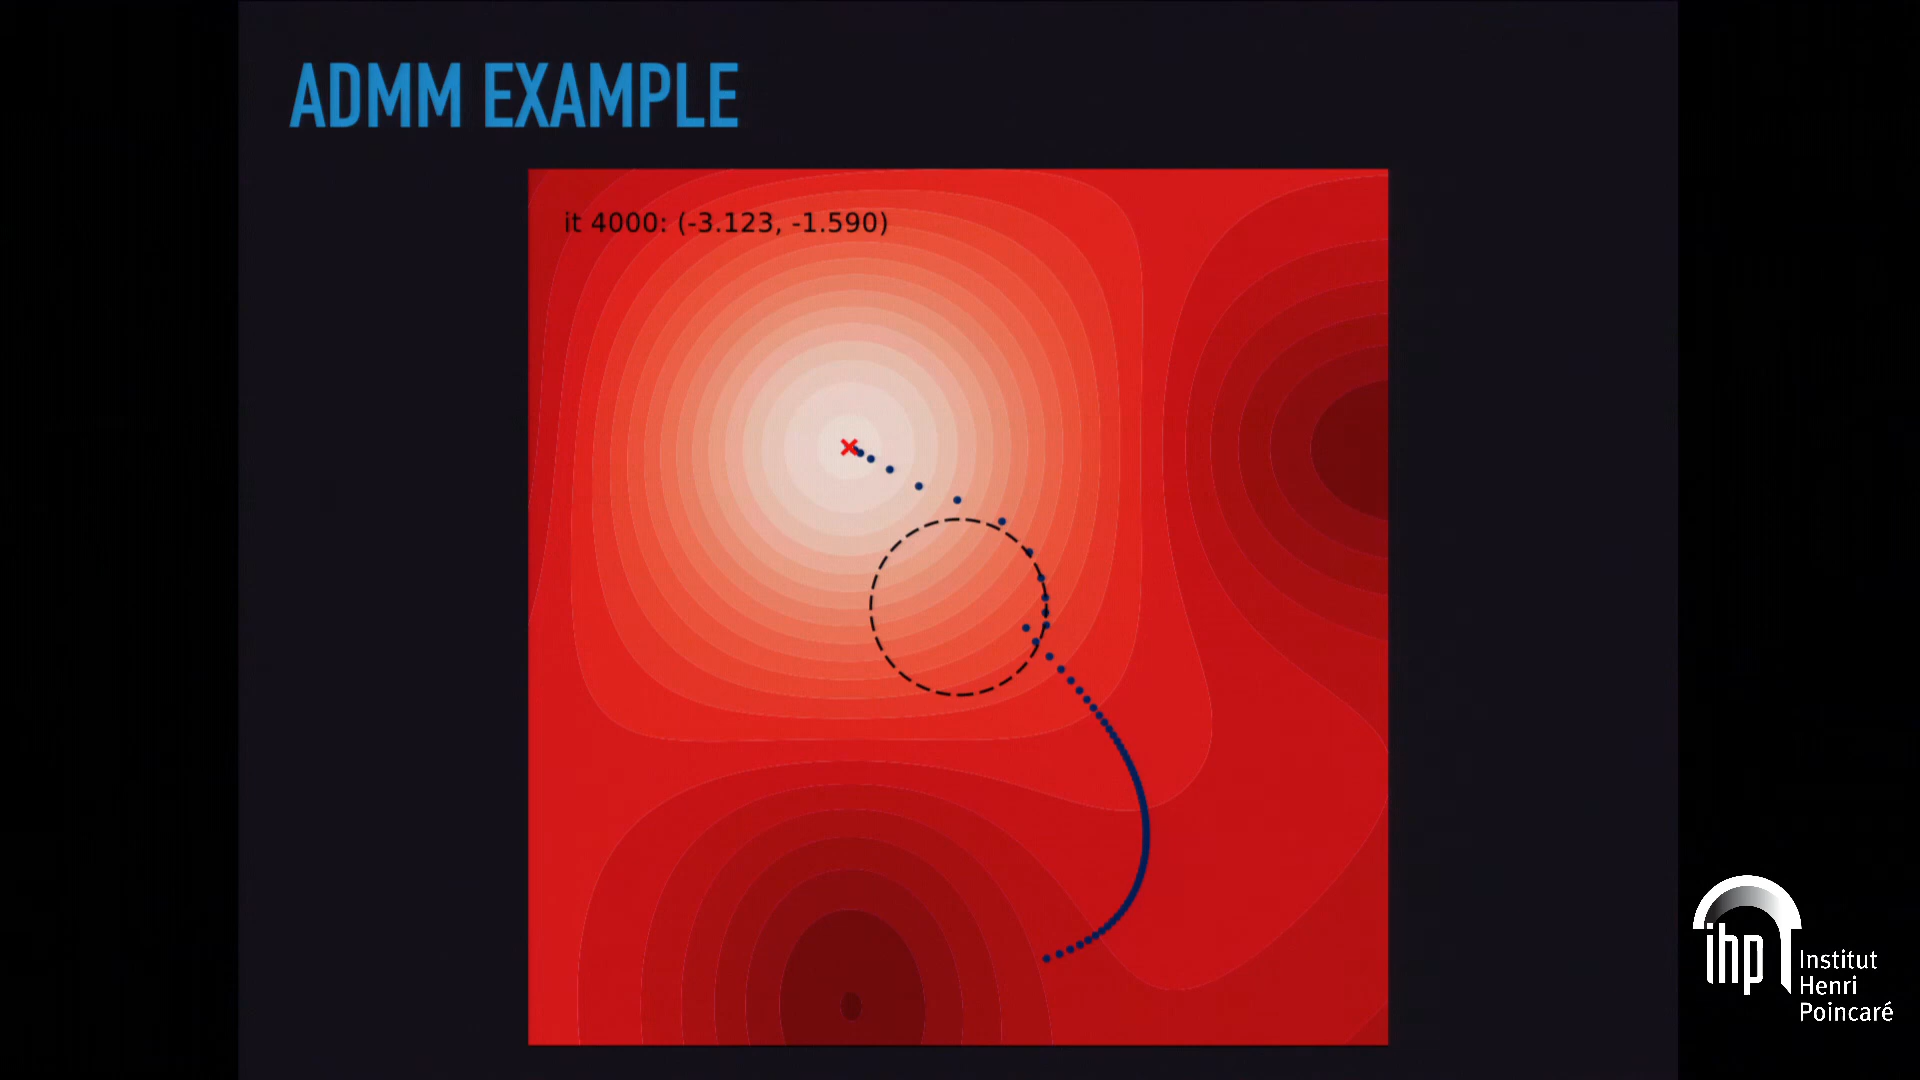 ADMM EXAMPLE
it 4000: (-3.123, -1.590)
ihp
Institut
Henri
Poincaré